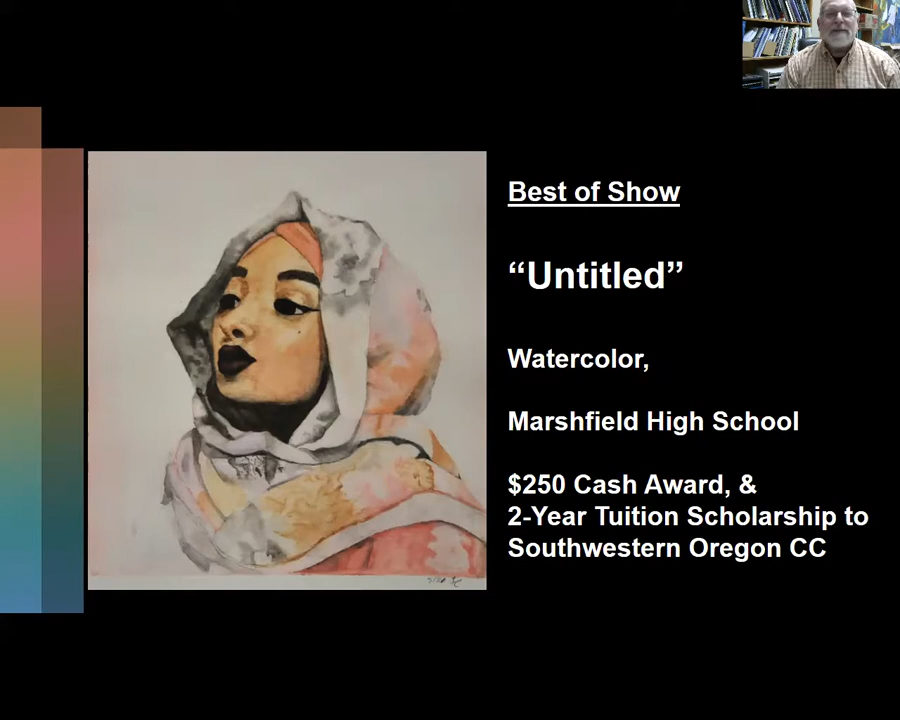 Best of Show
“Untitled”
Watercolor,
Marshfield High School
$250 Cash Award, &
2-Year Tuition Scholarship to
Southwestern Oregon CC